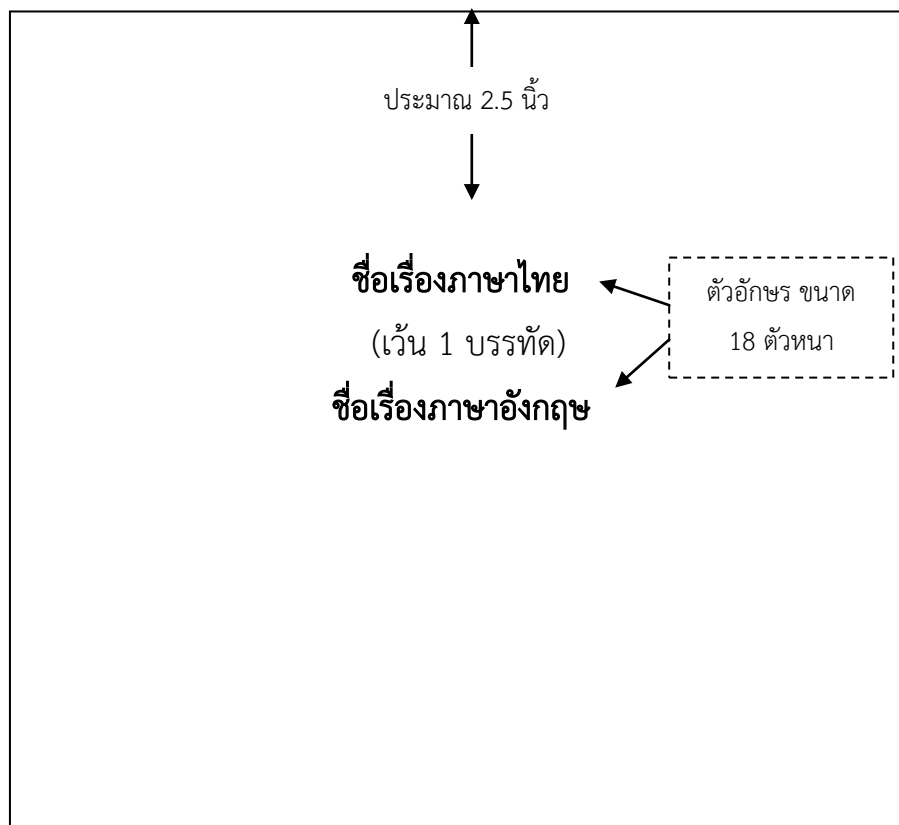 ประมาณ 2.5 นิ้ว
ชื่อเรื่องภาษาไทย
(เว้น 1 บรรทัด)
ชื่อเรื่องภาษาอังกฤษ
ตัวอักษร ขนาด
18 ตัวหนา